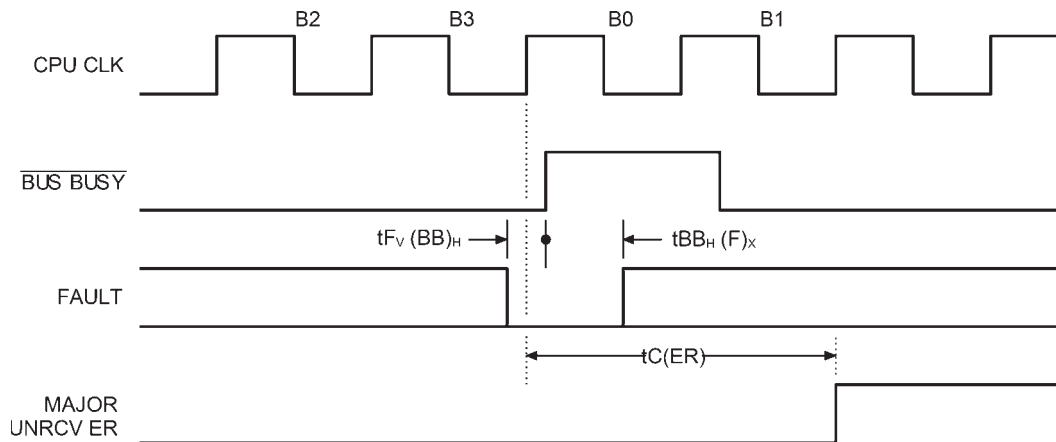 B2 B3 B0 B1
CPU CLK
BUS BUSY
tFV (BB)H
tBBH (F)X
FAULT
tC(ER)
MAJOR
UNRCV ER